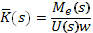 K̅(s) = Mₑ(s) / U(s)w